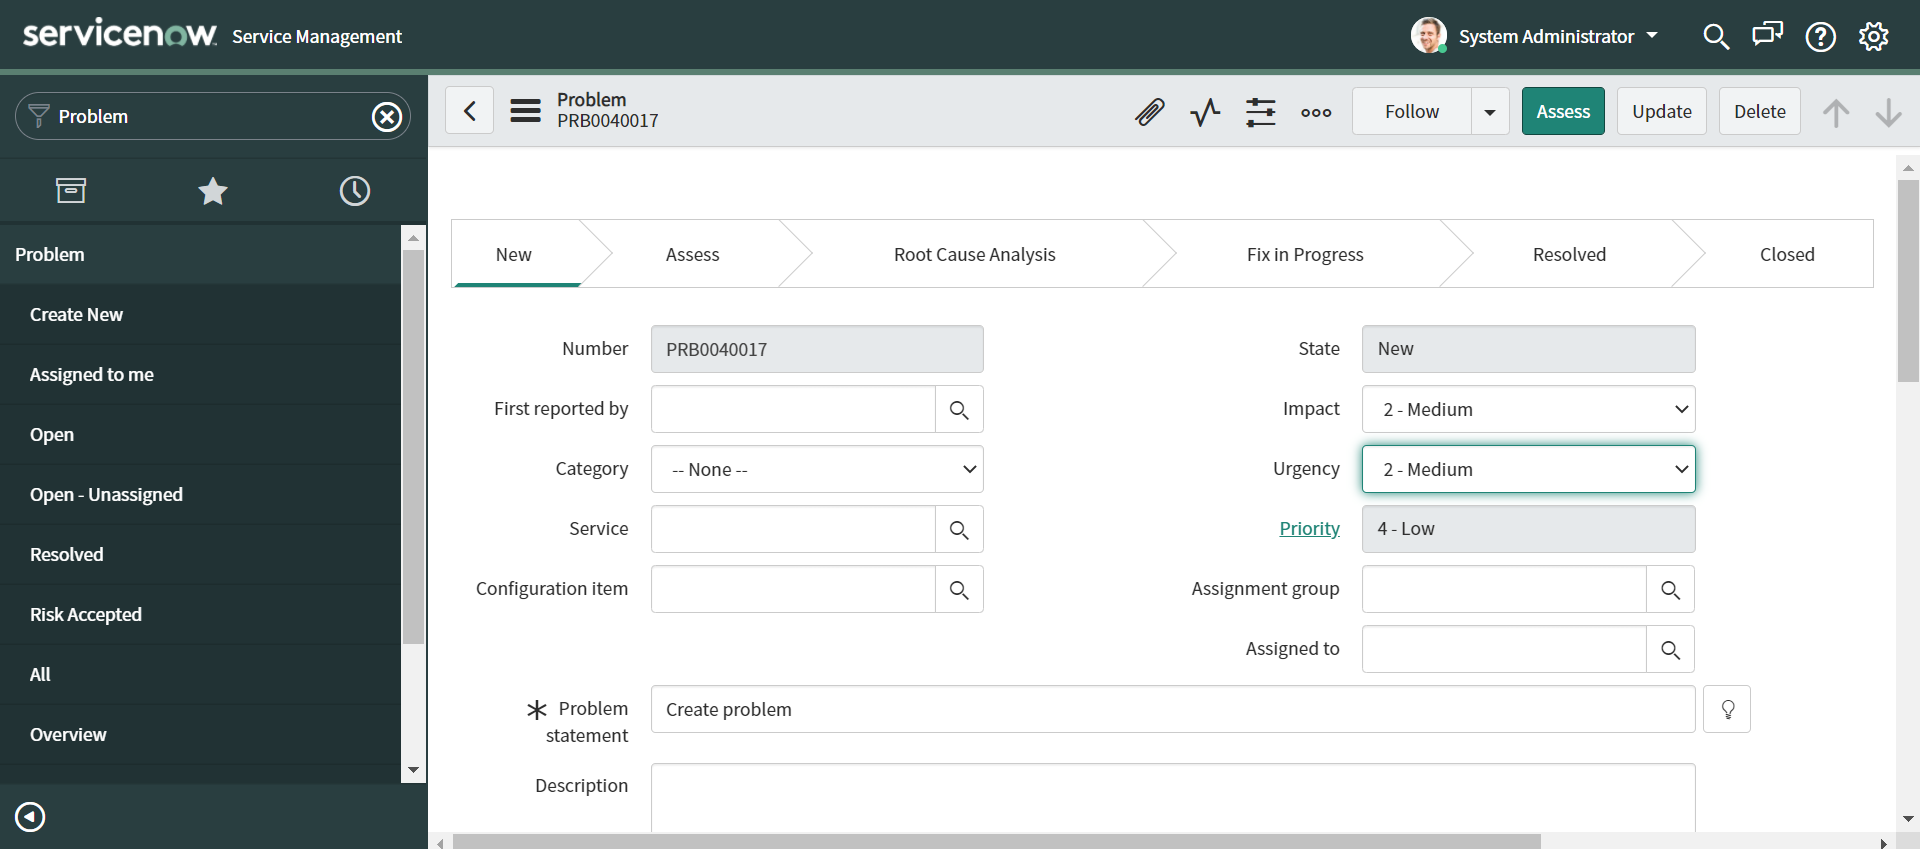 servicenow Service Management
System Administrator
Problem
Problem
Create New
Assigned to me
Open
Open - Unassigned
Resolved
Risk Accepted
All
Overview
Problem
PRB0040017
Follow
Assess
Update
Delete
New
Assess
Root Cause Analysis
Fix in Progress
Resolved
Closed
Number PRB0040017
First reported by
Category -- None --
Service
Configuration item
State New
Impact 2 - Medium
Urgency 2 - Medium
Priority 4 - Low
Assignment group
Assigned to
Problem
statement
Create problem
Description